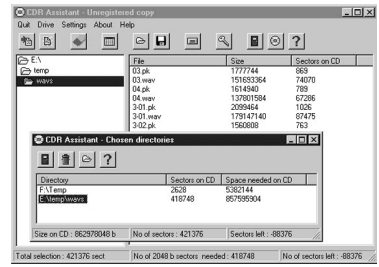 CDR Assistant - Unregistered copy
Quit Drive Settings About Help
E:\
temp
wavs
File Size Sectors on CD
03.pk 1777744 869
03.wav 151693364 74070
04.pk 1614940 789
04.wav 137801584 67286
3-01.pk 2099464 1026
3-01.wav 179147140 87475
3-02.pk 1560808 763
CDR Assistant - Chosen directories
Directory Sectors on CD Space needed on CD
F:\Temp 2628 5382144
E:\temp\wavs 418748 857595904
Size on CD : 862978048 b No of sectors : 421376 Sectors left : -88376
Total selection : 421376 sect No of 2048 b sectors needed : 418748 No of sectors left : -88376